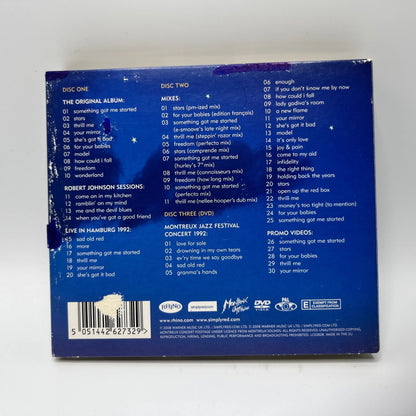 DISC ONE
THE ORIGINAL ALBUM:
01 something got me started
02 stars
03 thrill me
04 your mirror
05 she's got it bad
06 for your babies
07 model
08 how could i fall
09 freedom
10 wonderland
ROBERT JOHNSON SESSIONS:
11 come on in my kitchen
12 ramblin' on my mind
13 me and the devil blues
14 when you've got a good friend
LIVE IN HAMBURG 1992:
15 sad old red
16 more
17 something got me started
18 thrill me
19 your mirror
20 she's got it bad
DISC TWO
MIXES:
01 stars (pm-ized mix)
02 for your babies (edition français)
03 something got me started
(e-smoove's late night mix)
04 thrill me (steppin' razor mix)
05 freedom (perfecto mix)
06 stars (comprende mix)
07 something got me started
(hurley's 7" mix)
08 thrill me (connoisseurs mix)
09 freedom (how long mix)
10 something got me started
(perfecto mix)
11 thrill me (nellee hooper's dub mix)
DISC THREE (DVD)
MONTREUX JAZZ FESTIVAL
CONCERT 1992:
01 love for sale
02 drowning in my own tears
03 ev'ry time we say goodbye
04 sad old red
05 granma's hands
06 enough
07 if you don't know me by now
08 how could i fall
09 lady godiva's room
10 a new flame
11 your mirror
12 she's got it bad
13 model
14 it's only love
15 joy & pain
16 come to my aid
17 infidelity
18 the right thing
19 holding back the years
20 stars
21 open up the red box
22 thrill me
23 money's too tight (to mention)
24 for your babies
25 something got me started
PROMO VIDEOS:
26 something got me started
27 stars
28 for your babies
29 thrill me
30 your mirror
5 051442 627329
RHINO
simplyred.com
Montreux
DVD
VIDEO
PAL
E EXEMPT FROM
CLASSIFICATION
www.rhino.com www.simplyred.com